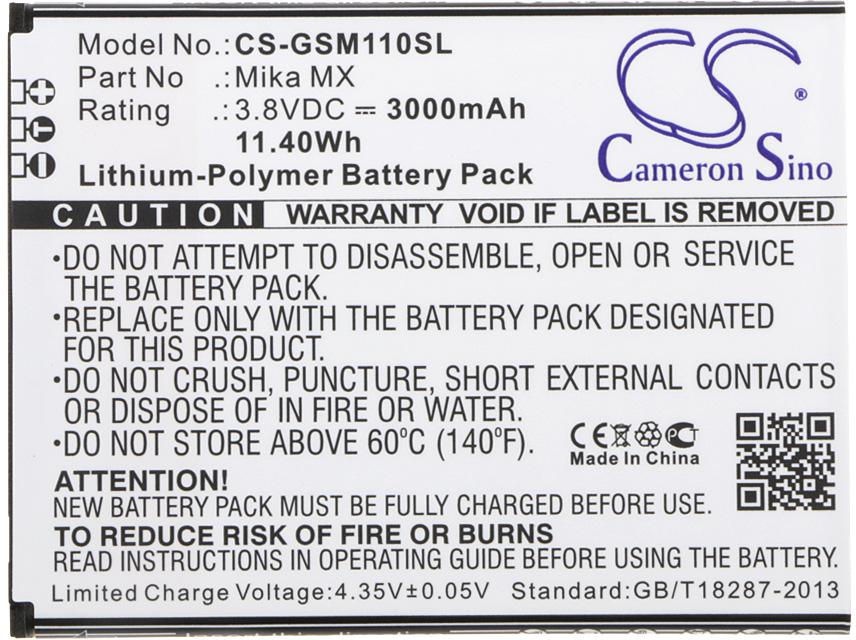 Model No.:CS-GSM110SL
Part No .:Mika MX
Rating .:3.8VDC ⎓ 3000mAh
11.40Wh
Lithium-Polymer Battery Pack
CS ®
Cameron Sino
CAUTION WARRANTY VOID IF LABEL IS REMOVED
•DO NOT ATTEMPT TO DISASSEMBLE, OPEN OR SERVICE
THE BATTERY PACK.
•REPLACE ONLY WITH THE BATTERY PACK DESIGNATED
FOR THIS PRODUCT.
•DO NOT CRUSH, PUNCTURE, SHORT EXTERNAL CONTACTS
OR DISPOSE OF IN FIRE OR WATER.
•DO NOT STORE ABOVE 60°C (140°F).
CE PCT
Made In China
ATTENTION!
NEW BATTERY PACK MUST BE FULLY CHARGED BEFORE USE
TO REDUCE RISK OF FIRE OR BURNS
READ INSTRUCTIONS IN OPERATING GUIDE BEFORE USING THE BATTERY.
Limited Charge Voltage:4.35V±0.05V Standard:GB/T18287-2013